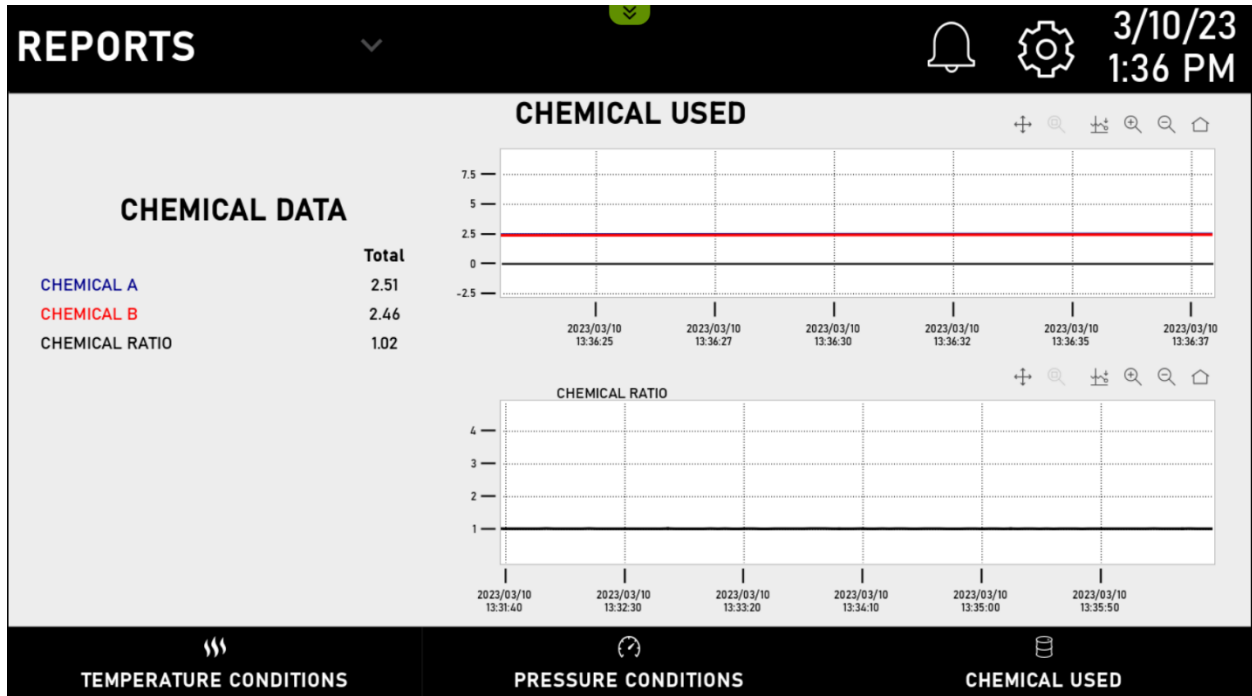 REPORTS
3/10/23
1:36 PM
CHEMICAL USED
CHEMICAL DATA
Total
CHEMICAL A 2.51
CHEMICAL B 2.46
CHEMICAL RATIO 1.02
7.5
5
2.5
0
-2.5
2023/03/10 2023/03/10 2023/03/10 2023/03/10 2023/03/10 2023/03/10
13:36:25 13:36:27 13:36:30 13:36:32 13:36:35 13:36:37
CHEMICAL RATIO
4
3
2
1
2023/03/10 2023/03/10 2023/03/10 2023/03/10 2023/03/10 2023/03/10
13:31:40 13:32:30 13:33:20 13:34:10 13:35:00 13:35:50
TEMPERATURE CONDITIONS PRESSURE CONDITIONS CHEMICAL USED